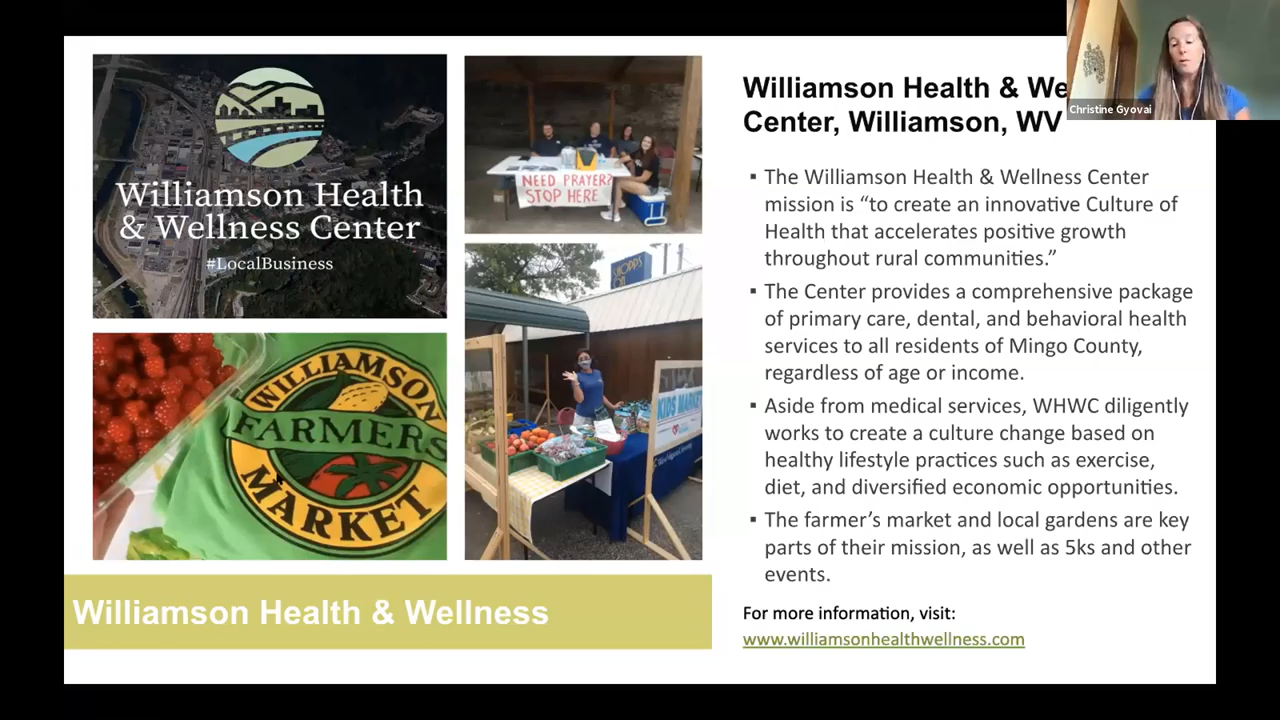 Williamson Health
& Wellness Center
#LocalBusiness
NEED PRAYER?
STOP HERE
SHOPPE
KIDS MARKET
WILLIAMSON
FARMERS
MARKET
Williamson Health & Wellness
Williamson Health & We
Center, Williamson, WV
Christine Gyovai
▪ The Williamson Health & Wellness Center
mission is “to create an innovative Culture of
Health that accelerates positive growth
throughout rural communities.”
▪ The Center provides a comprehensive package
of primary care, dental, and behavioral health
services to all residents of Mingo County,
regardless of age or income.
▪ Aside from medical services, WHWC diligently
works to create a culture change based on
healthy lifestyle practices such as exercise,
diet, and diversified economic opportunities.
▪ The farmer’s market and local gardens are key
parts of their mission, as well as 5ks and other
events.
For more information, visit:
www.williamsonhealthwellness.com